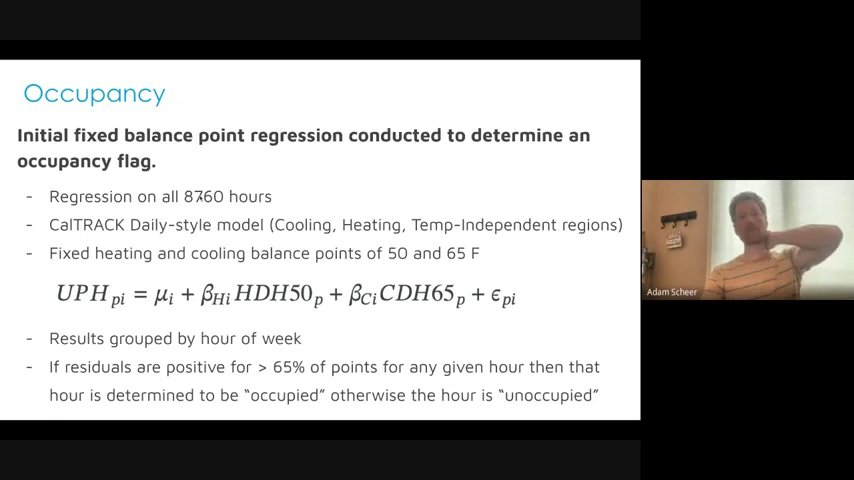 Occupancy
Initial fixed balance point regression conducted to determine an
occupancy flag.
- Regression on all 8760 hours
- CalTRACK Daily-style model (Cooling, Heating, Temp-Independent regions)
- Fixed heating and cooling balance points of 50 and 65 F
UPH_pi = μ_i + β_Hi HDH50_p + β_Ci CDH65_p + ϵ_pi
- Results grouped by hour of week
- If residuals are positive for > 65% of points for any given hour then that
hour is determined to be “occupied” otherwise the hour is “unoccupied”
Adam Scheer